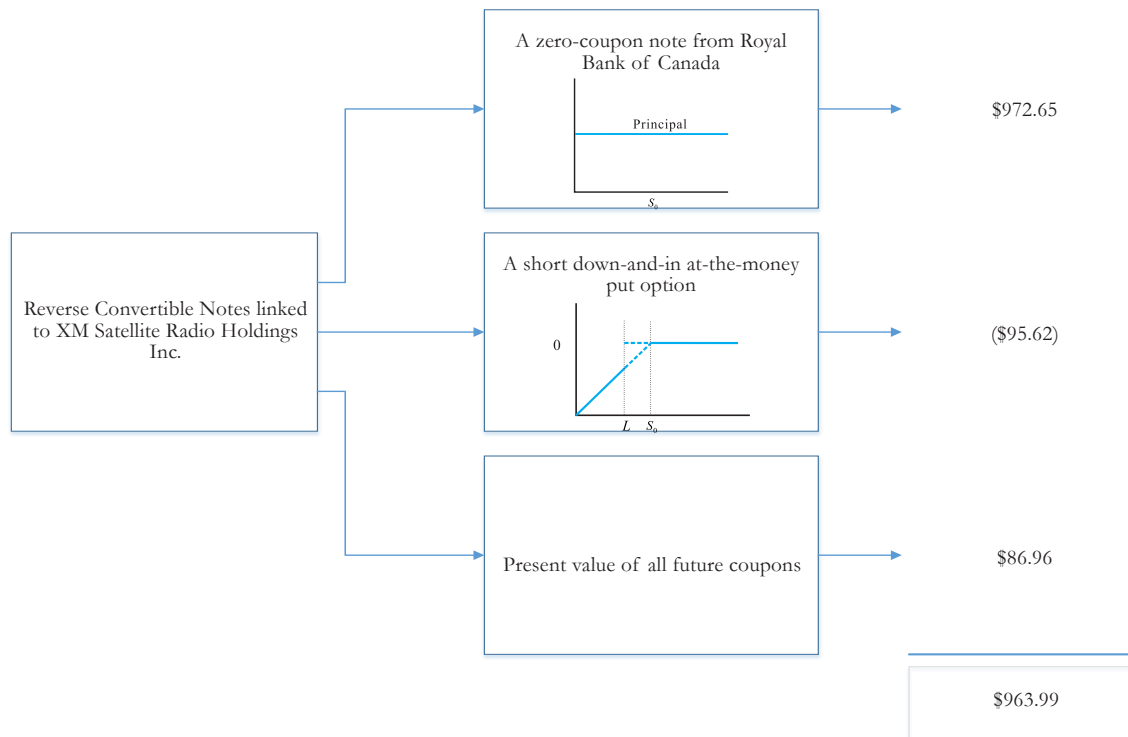 A zero-coupon note from Royal
Bank of Canada
Principal
S₀
$972.65
Reverse Convertible Notes linked
to XM Satellite Radio Holdings
Inc.
A short down-and-in at-the-money
put option
0
L S₀
($95.62)
Present value of all future coupons
$86.96
$963.99